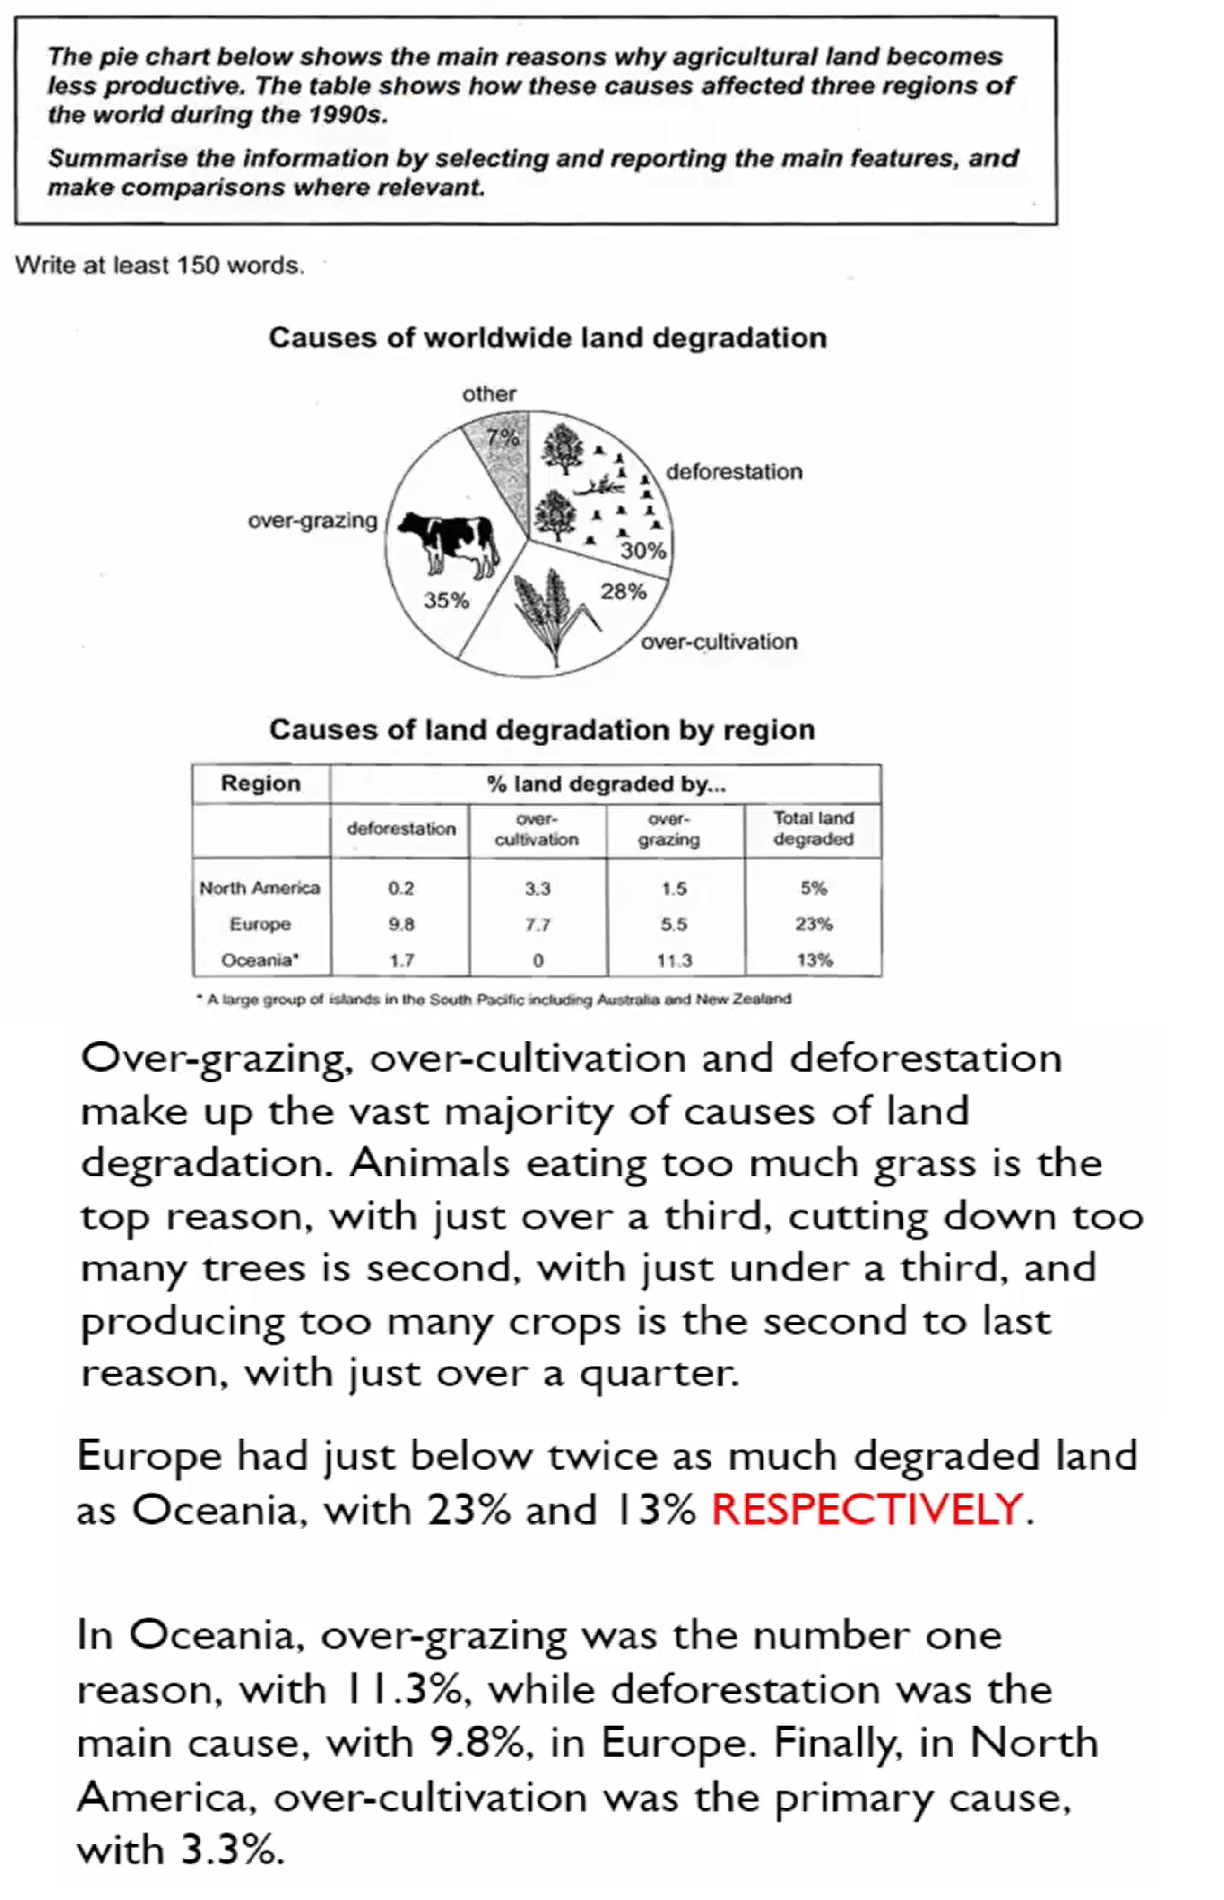 The pie chart below shows the main reasons why agricultural land becomes
less productive. The table shows how these causes affected three regions of
the world during the 1990s.
Summarise the information by selecting and reporting the main features, and
make comparisons where relevant.
Write at least 150 words.
Causes of worldwide land degradation
other
7%
deforestation
over-grazing
30%
28%
35%
over-cultivation
Causes of land degradation by region
Region % land degraded by...
deforestation over-cultivation over-grazing Total land degraded
North America 0.2 3.3 1.5 5%
Europe 9.8 7.7 5.5 23%
Oceania* 1.7 0 11.3 13%
* A large group of islands in the South Pacific including Australia and New Zealand
Over-grazing, over-cultivation and deforestation
make up the vast majority of causes of land
degradation. Animals eating too much grass is the
top reason, with just over a third, cutting down too
many trees is second, with just under a third, and
producing too many crops is the second to last
reason, with just over a quarter.
Europe had just below twice as much degraded land
as Oceania, with 23% and 13% RESPECTIVELY.
In Oceania, over-grazing was the number one
reason, with 11.3%, while deforestation was the
main cause, with 9.8%, in Europe. Finally, in North
America, over-cultivation was the primary cause,
with 3.3%.